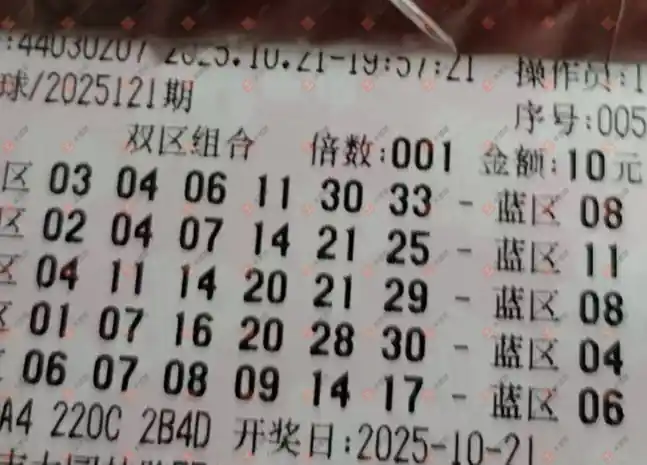 :44030207 2025.10.21-19:57:21 操作员:1
球/2025121期 序号:005
双区组合 倍数:001 金额:10元
区 03 04 06 11 30 33 - 蓝区 08
区 02 04 07 14 21 25 - 蓝区 11
区 04 11 14 20 21 29 - 蓝区 08
区 01 07 16 20 28 30 - 蓝区 04
06 07 08 09 14 17 - 蓝区 06
A4 220C 2B4D 开奖日:2025-10-21